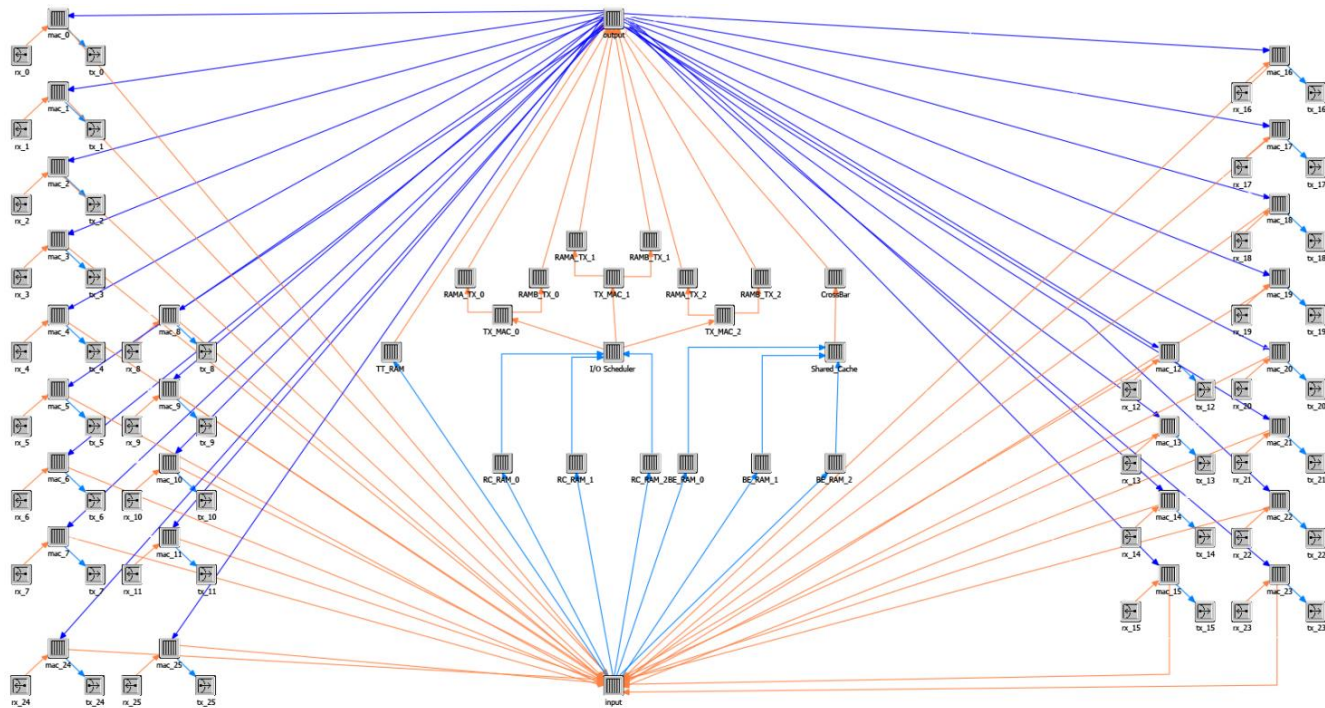 mac_0
output
rx_0
tx_0
mac_16
mac_1
rx_16
tx_16
rx_1
tx_1
mac_17
mac_2
rx_17
tx_17
rx_2
tx_2
mac_18
mac_3
RAMA_TX_1
RAMB_TX_1
rx_18
tx_18
rx_3
tx_3
RAMA_TX_0
RAMB_TX_0
TX_MAC_1
RAMA_TX_2
RAMB_TX_2
CrossBar
mac_19
mac_4
mac_8
TX_MAC_0
TX_MAC_2
rx_19
tx_19
rx_4
tx_4
rx_8
tx_8
TT_RAM
I/O Scheduler
Shared_Cache
mac_12
mac_20
mac_5
mac_9
rx_12
tx_12
rx_20
tx_20
rx_5
tx_5
rx_9
tx_9
mac_13
mac_21
mac_6
mac_10
RC_RAM_0
RC_RAM_1
RC_RAM_2
BE_RAM_0
BE_RAM_1
BE_RAM_2
rx_13
tx_13
rx_21
tx_21
rx_6
tx_6
rx_10
tx_10
mac_14
mac_22
mac_7
mac_11
rx_14
tx_14
rx_22
tx_22
rx_7
tx_7
rx_11
tx_11
mac_15
mac_23
rx_15
tx_15
rx_23
tx_23
mac_24
mac_25
rx_24
tx_24
rx_25
tx_25
input